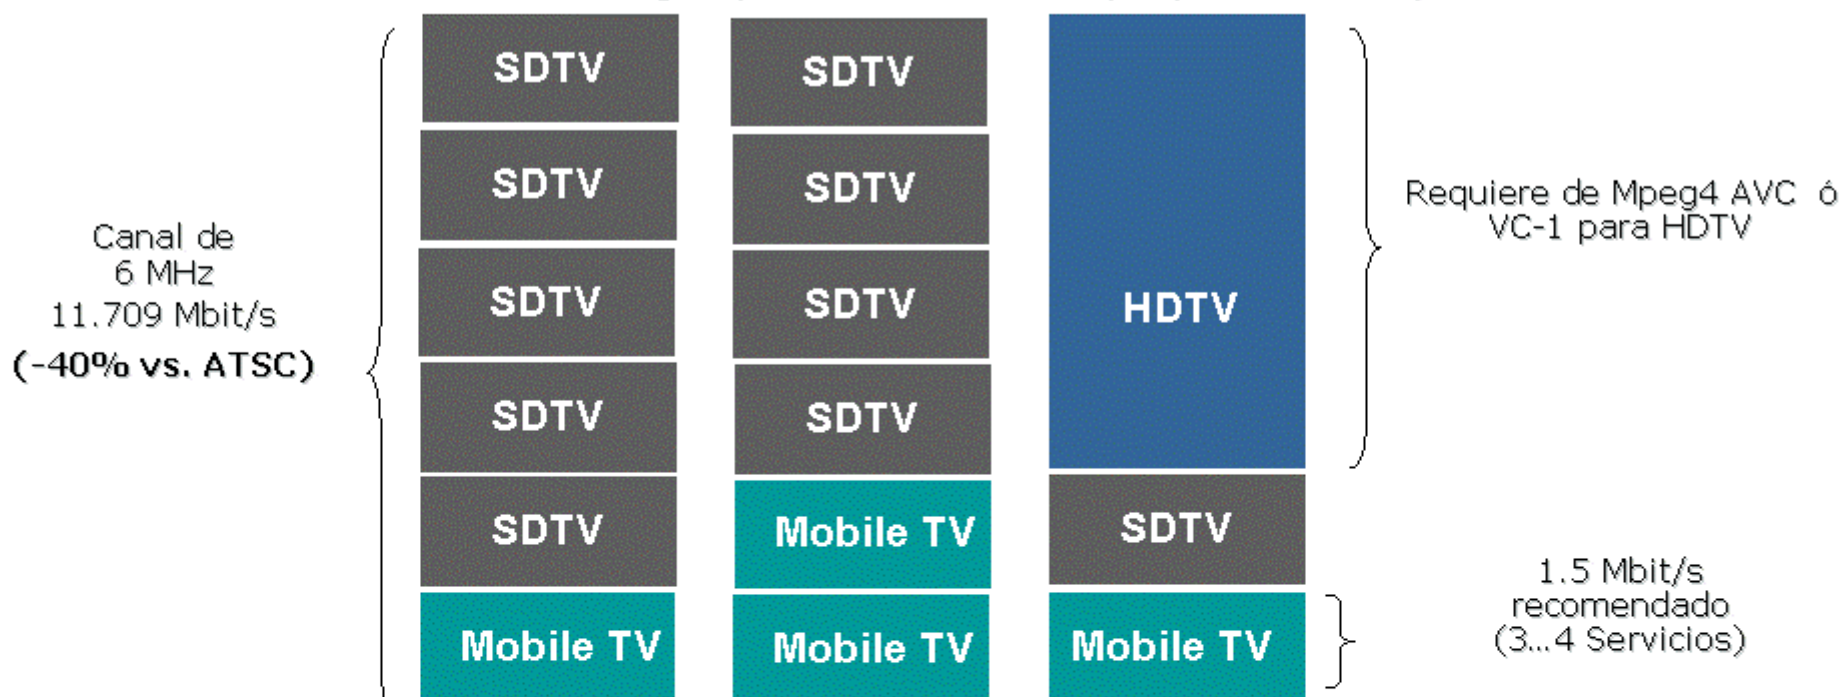 Canal de
6 MHz
11.709 Mbit/s
(-40% vs. ATSC)
SDTV
SDTV
SDTV
SDTV
SDTV
Mobile TV
SDTV
SDTV
SDTV
SDTV
Mobile TV
Mobile TV
HDTV
SDTV
Mobile TV
Requiere de Mpeg4 AVC ó
VC-1 para HDTV
1.5 Mbit/s
recomendado
(3...4 Servicios)